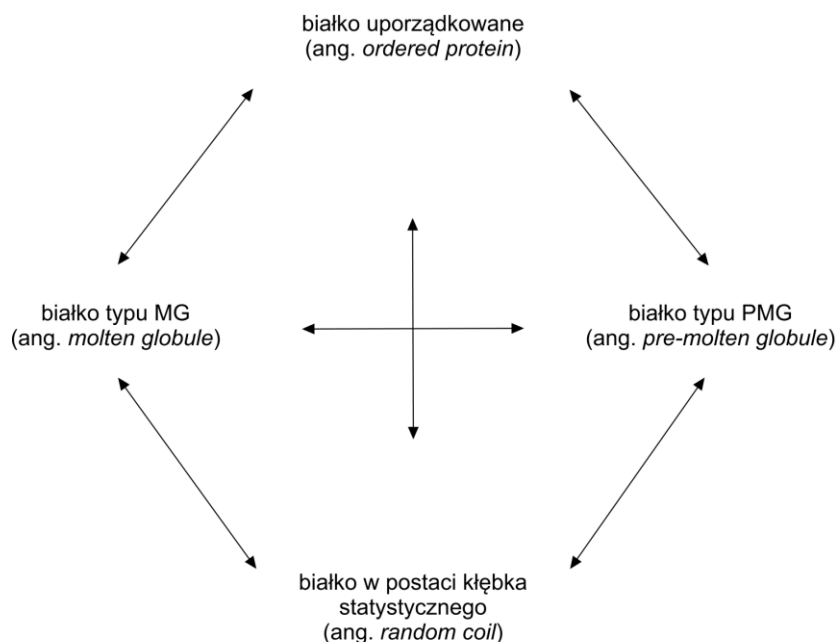 białko uporządkowane
(ang. ordered protein)
białko typu MG
(ang. molten globule)
białko typu PMG
(ang. pre-molten globule)
białko w postaci kłębka
statystycznego
(ang. random coil)